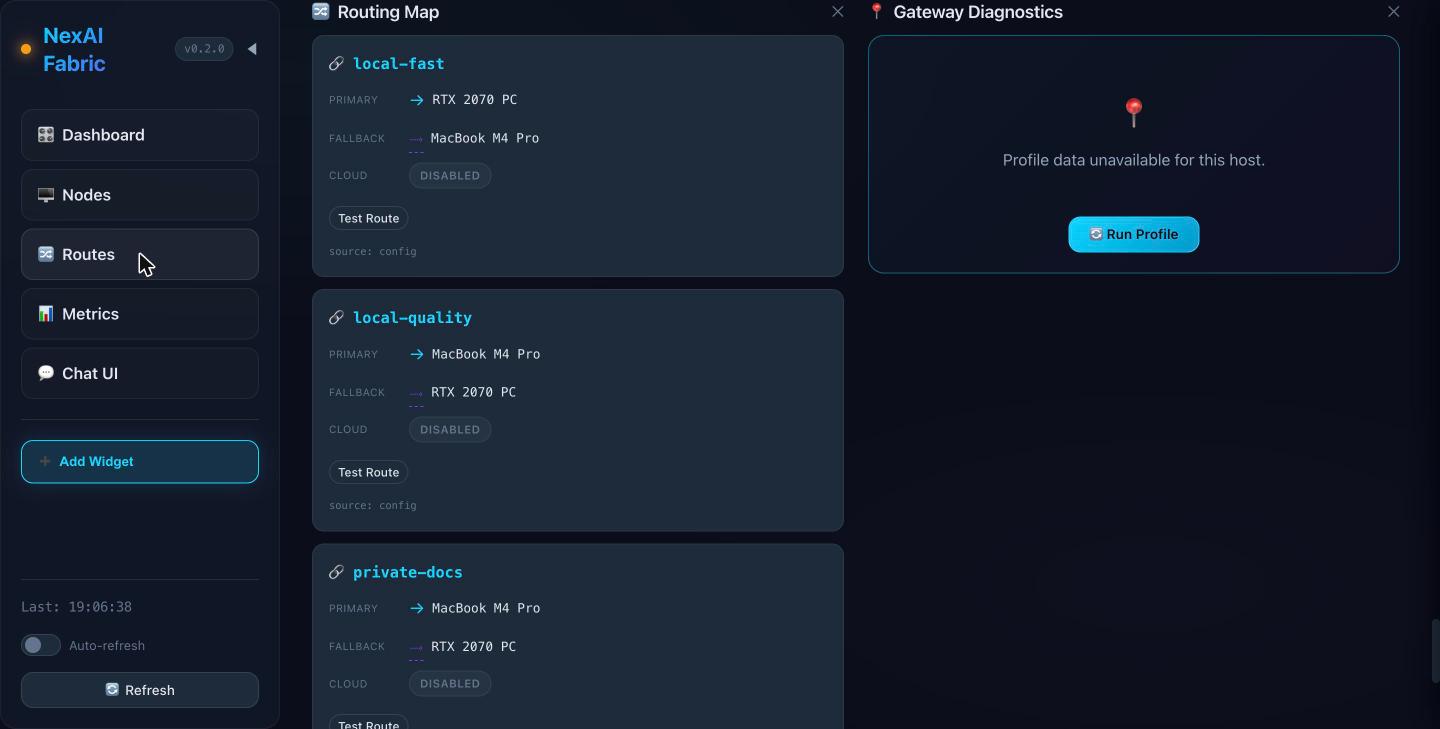 NexAI
Fabric
v0.2.0
Dashboard
Nodes
Routes
Metrics
Chat UI
Add Widget
Last: 19:06:38
Auto-refresh
Refresh
Routing Map
local-fast
PRIMARY → RTX 2070 PC
FALLBACK MacBook M4 Pro
CLOUD DISABLED
Test Route
source: config
local-quality
PRIMARY → MacBook M4 Pro
FALLBACK RTX 2070 PC
CLOUD DISABLED
Test Route
source: config
private-docs
PRIMARY → MacBook M4 Pro
FALLBACK RTX 2070 PC
CLOUD DISABLED
Test Route
Gateway Diagnostics
Profile data unavailable for this host.
Run Profile